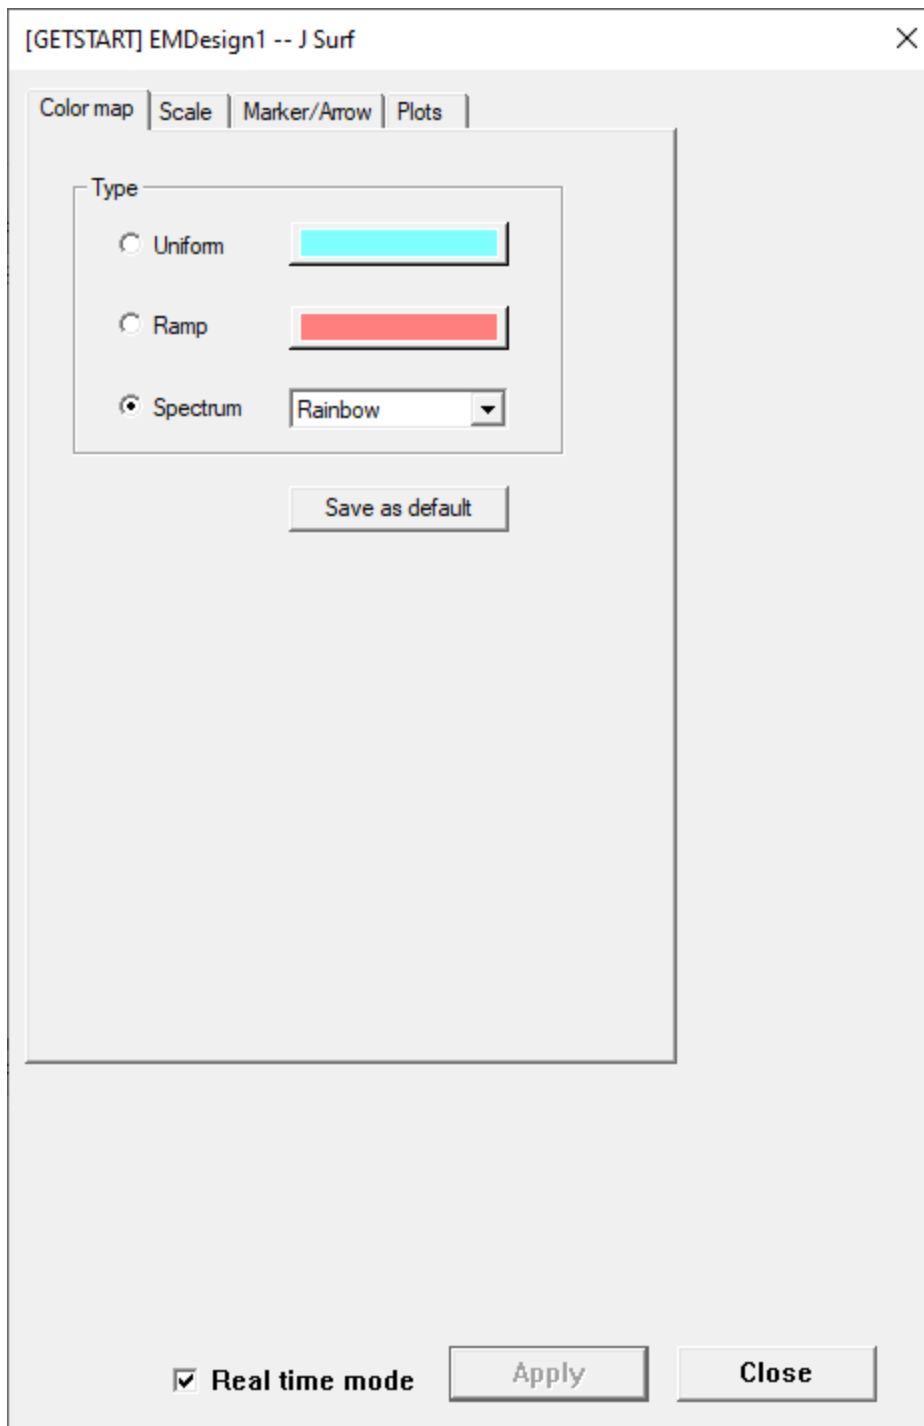 [GETSTART] EMDesign1 -- J Surf
Color map Scale Marker/Arrow Plots
Type
Uniform
Ramp
Spectrum Rainbow
Save as default
Real time mode Apply Close